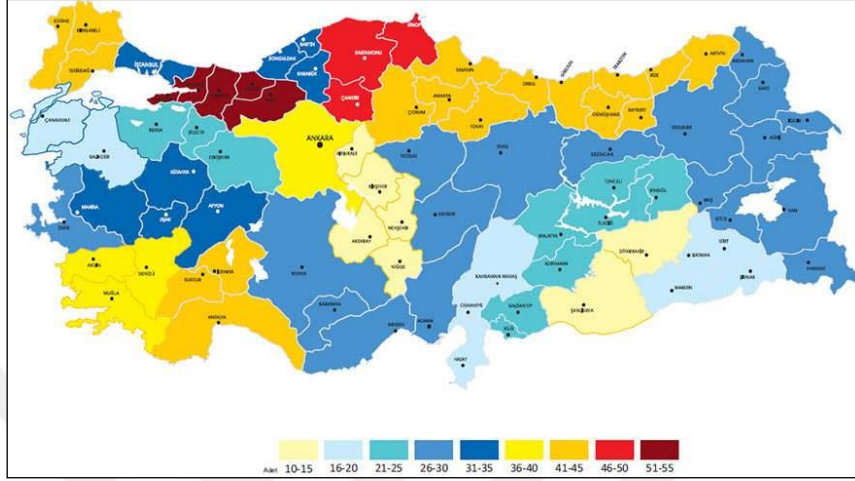 EDİRNE
KIRKLARELİ
TEKİRDAĞ
İSTANBUL
ZONGULDAK
BARTIN
KARABÜK
KASTAMONU
SİNOP
ÇANKIRI
SAMSUN
ORDU
GİRESUN
TRABZON
RİZE
ARTVİN
ARDAHAN
KARS
ÇORUM
AMASYA
TOKAT
GÜMÜŞHANE
BAYBURT
ERZURUM
AĞRI
ÇANAKKALE
BALIKESİR
BURSA
BİLECİK
ESKİŞEHİR
ANKARA
KIRIKKALE
YOZGAT
SİVAS
ERZİNCAN
KÜTAHYA
MANİSA
UŞAK
AFYON
İZMİR
KIRŞEHİR
NEVŞEHİR
KAYSERİ
AKSARAY
NİĞDE
TUNCELİ
BİNGÖL
ELAZIĞ
MUŞ
BİTLİS
VAN
MALATYA
DİYARBAKIR
BATMAN
SİİRT
ŞIRNAK
HAKKARİ
AYDIN
DENİZLİ
MUĞLA
BURDUR
ISPARTA
ANTALYA
KONYA
KARAMAN
MERSİN
ADANA
KAHRAMAN MARAŞ
ADIYAMAN
OSMANİYE
GAZİANTEP
KİLİS
HATAY
ŞANLIURFA
MARDİN
Adet 10-15 16-20 21-25 26-30 31-35 36-40 41-45 46-50 51-55